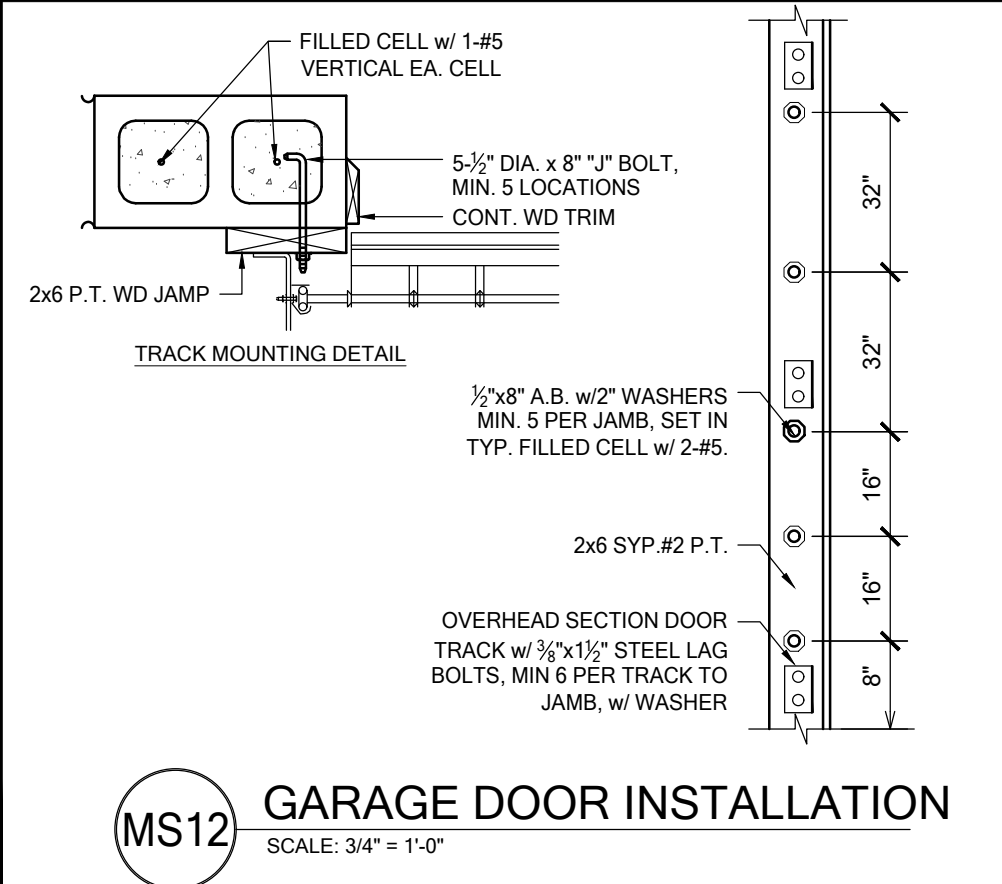 FILLED CELL w/ 1-#5
VERTICAL EA. CELL
5-½" DIA. x 8" "J" BOLT,
MIN. 5 LOCATIONS
CONT. WD TRIM
2x6 P.T. WD JAMP
TRACK MOUNTING DETAIL
32"
32"
½"x8" A.B. w/2" WASHERS
MIN. 5 PER JAMB, SET IN
TYP. FILLED CELL w/ 2-#5.
16"
2x6 SYP.#2 P.T.
16"
OVERHEAD SECTION DOOR
TRACK w/ ⅜"x1½" STEEL LAG
BOLTS, MIN 6 PER TRACK TO
JAMB, w/ WASHER
8"
MS12
GARAGE DOOR INSTALLATION
SCALE: 3/4" = 1'-0"